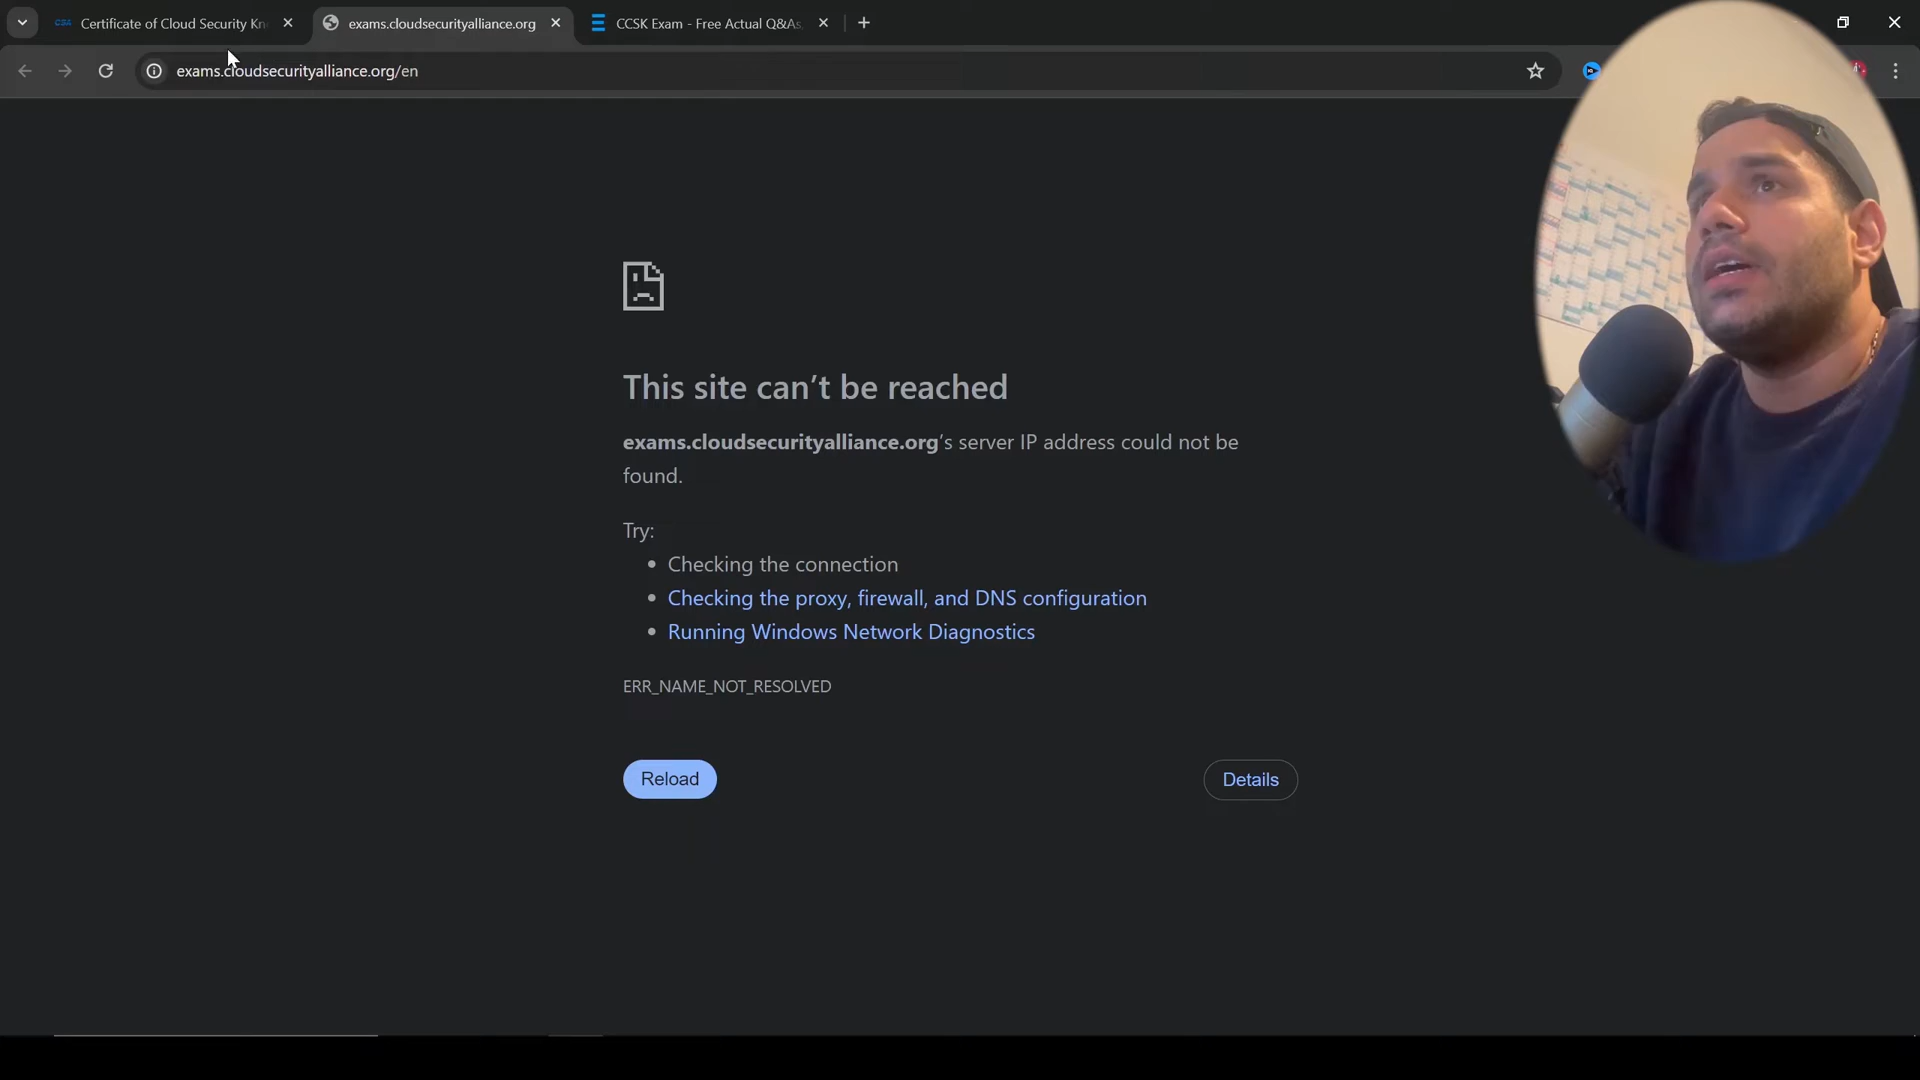 CSA Certificate of Cloud Security Kn
exams.cloudsecurityalliance.org
CCSK Exam - Free Actual Q&As
exams.cloudsecurityalliance.org/en
This site can’t be reached
exams.cloudsecurityalliance.org’s server IP address could not be
found.
Try:
Checking the connection
Checking the proxy, firewall, and DNS configuration
Running Windows Network Diagnostics
ERR_NAME_NOT_RESOLVED
Reload
Details